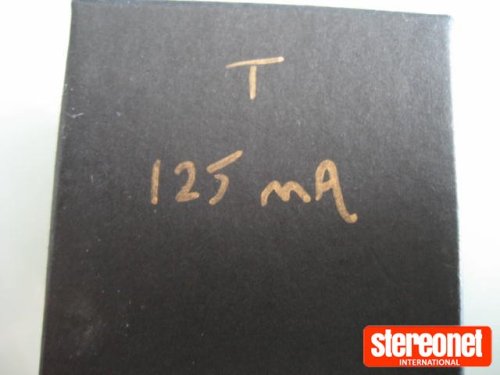 T
125 mA
stereonet
INTERNATIONAL